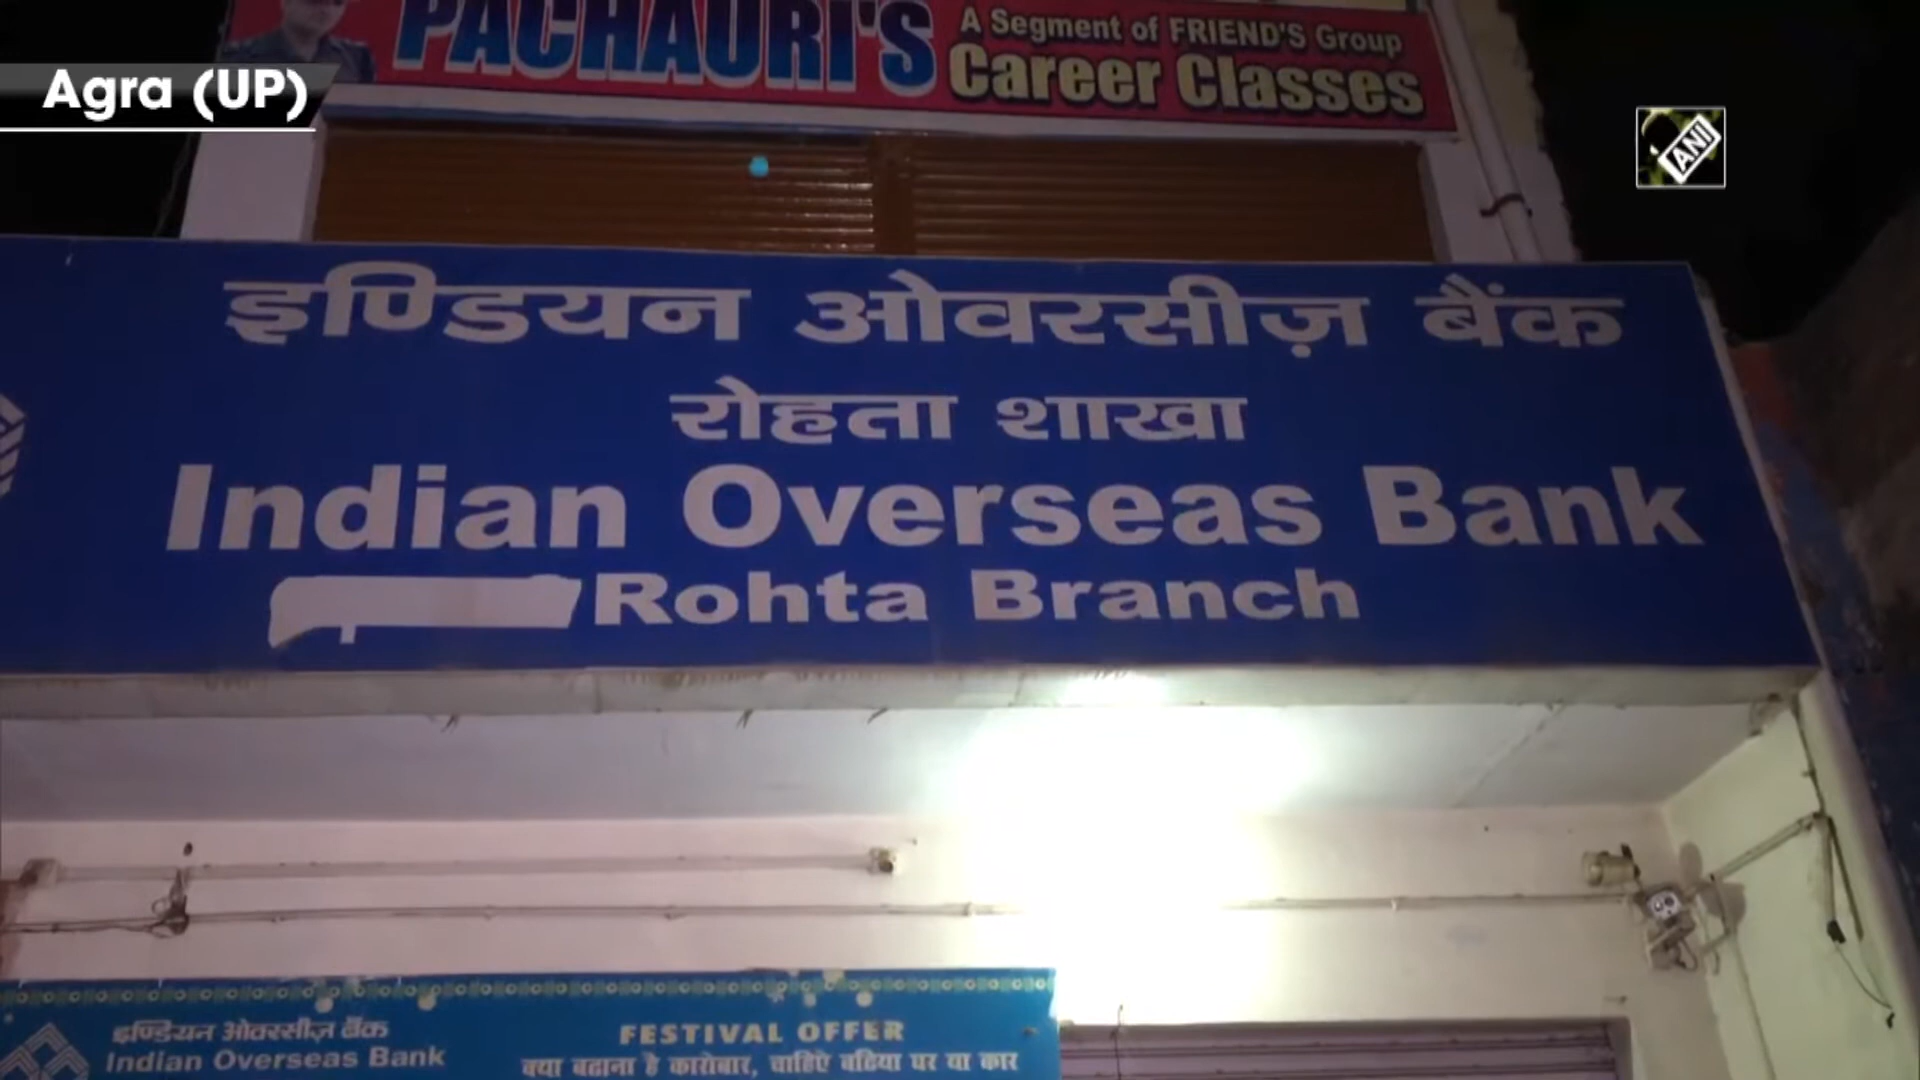 PACHAURI'S
A Segment of FRIEND'S Group
Career Classes
Agra (UP)
ANI
इण्डियन ओवरसीज़ बैंक
रोहता शाखा
Indian Overseas Bank
Rohta Branch
इण्डियन ओवरसीज़ बैंक
Indian Overseas Bank
FESTIVAL OFFER
क्या बढाना है कारोबार, चाहिऐ बढिया घर या कार